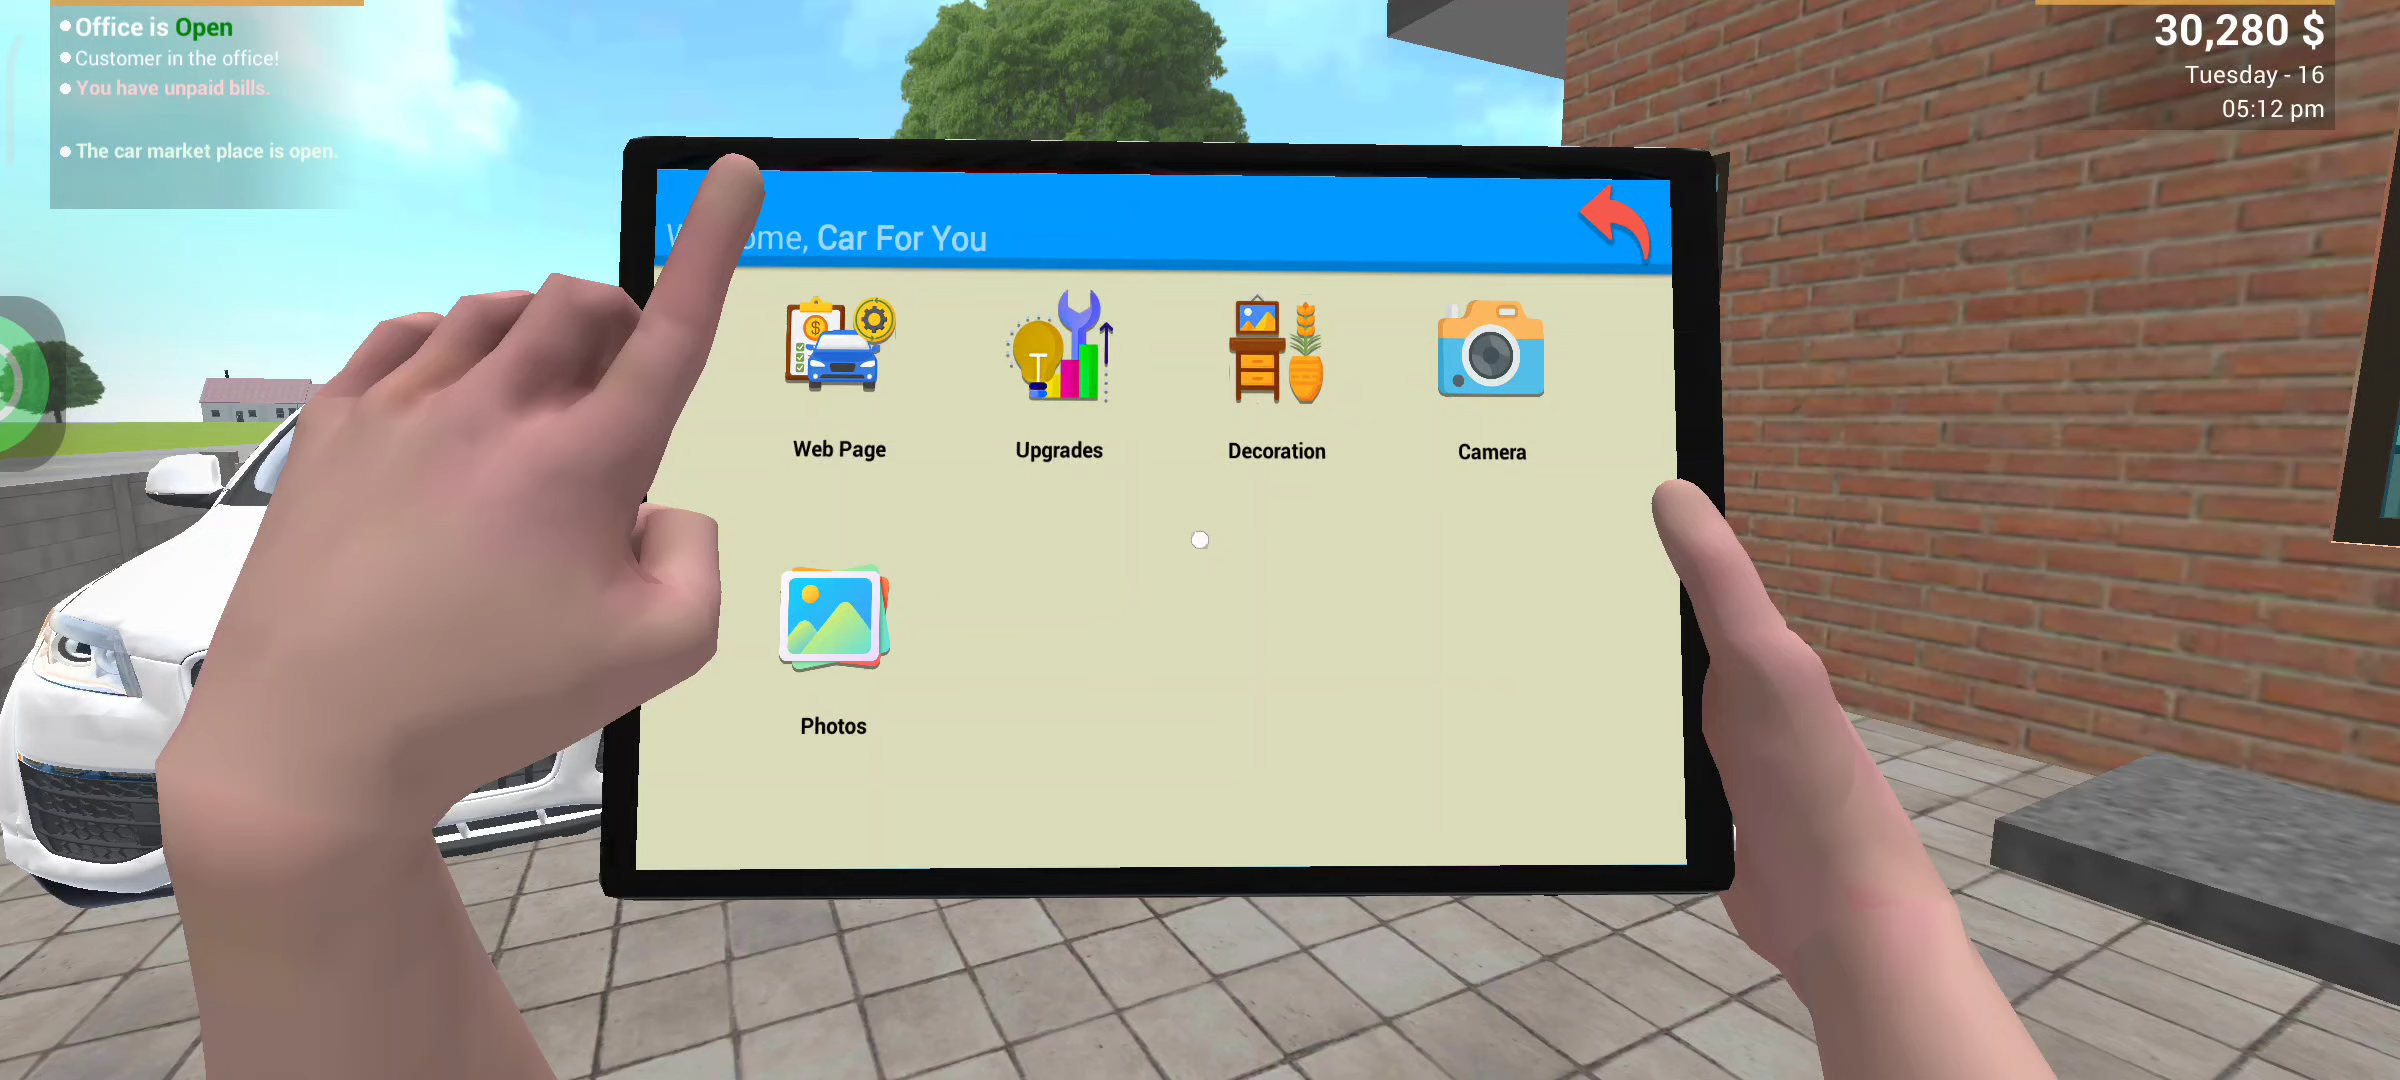 Office is Open
Customer in the office!
You have unpaid bills.
The car market place is open.
30,280 $
Tuesday - 16
05:12 pm
Car For You
Web Page
Upgrades
Decoration
Camera
Photos